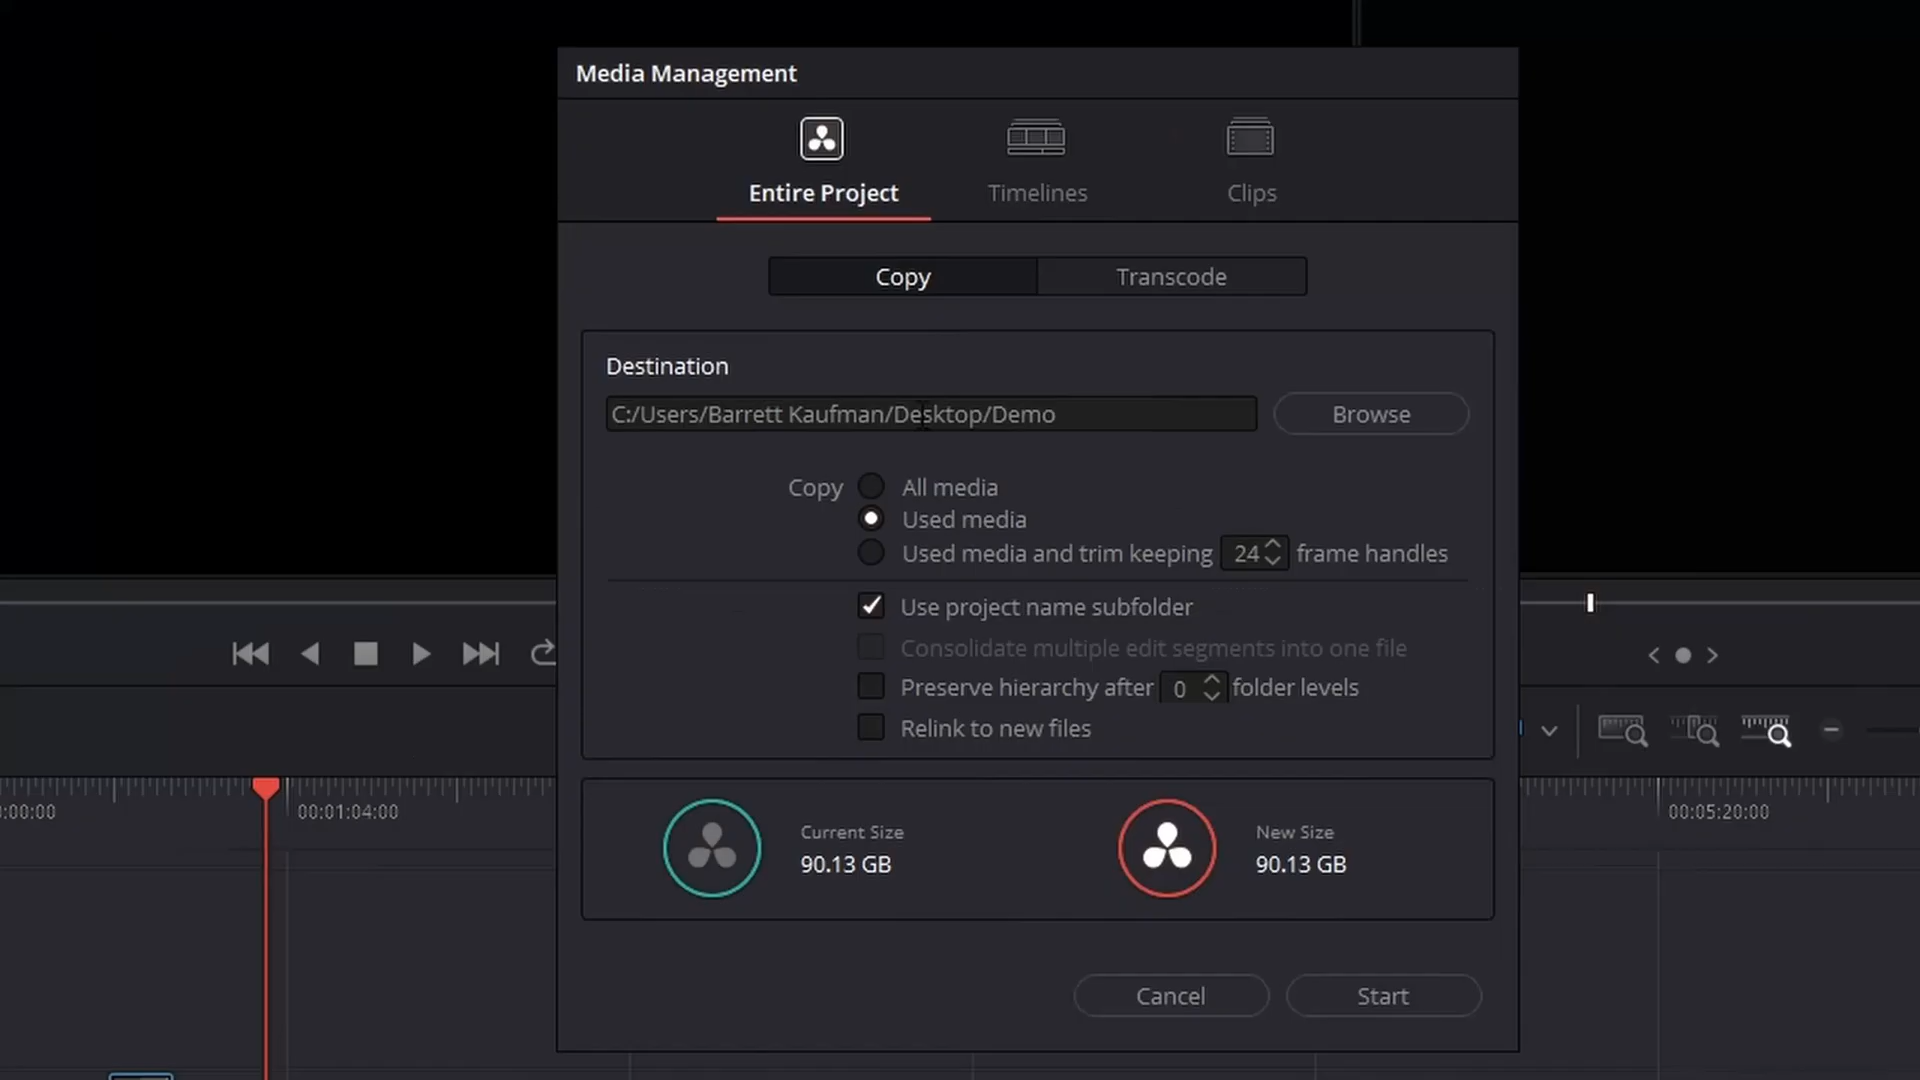 Media Management
Entire Project
Timelines
Clips
Copy
Transcode
Destination
C:/Users/Barrett Kaufman/Desktop/Demo
Browse
Copy
All media
Used media
Used media and trim keeping 24 frame handles
Use project name subfolder
Consolidate multiple edit segments into one file
Preserve hierarchy after 0 folder levels
Relink to new files
:00:00
00:01:04:00
00:05:20:00
Current Size
90.13 GB
New Size
90.13 GB
Cancel
Start